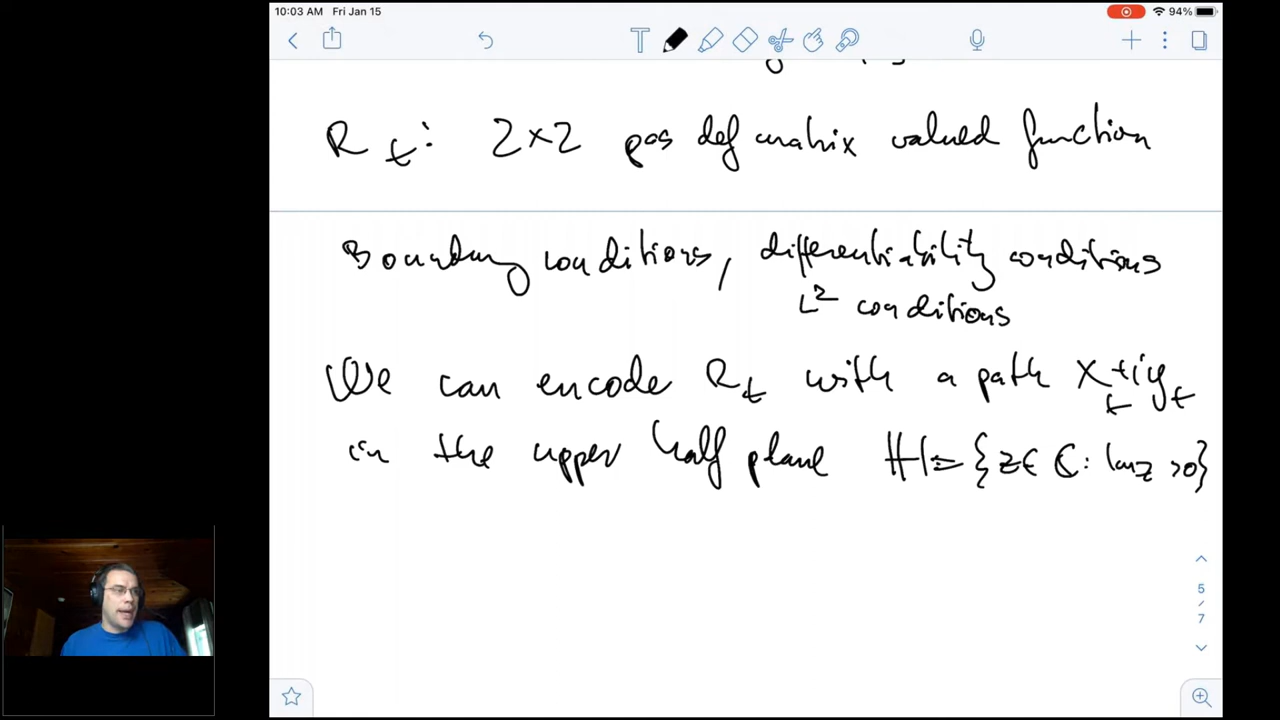 10:03 AM Fri Jan 15
94%
R_t: 2×2 pos def matrix valued function
Boundary conditions, differentiability conditions
L² conditions
We can encode R_t with a path x_t+iy_t
in the upper half plane ℍ={z∈ℂ: Im z >0}
5
/
7